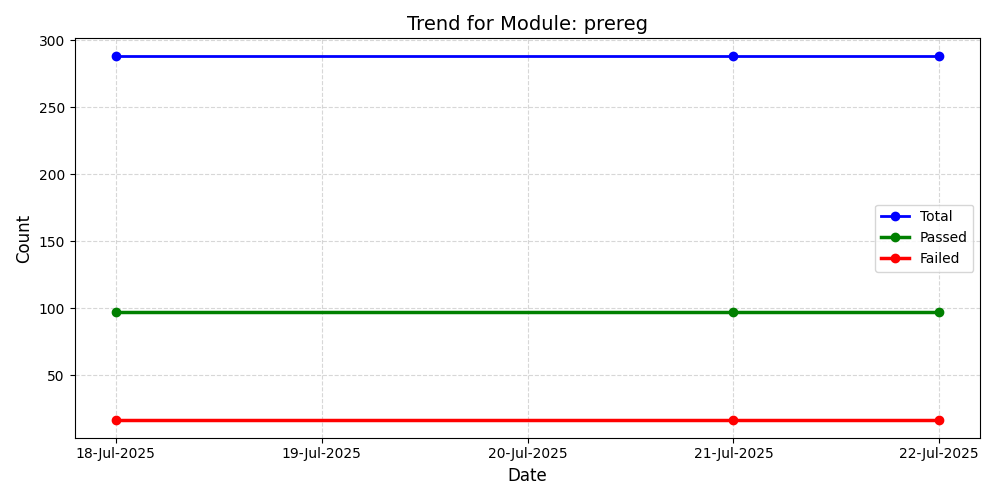 Trend for Module: prereg
300
250
200
150
100
50
Count
Total
Passed
Failed
18-Jul-2025
19-Jul-2025
20-Jul-2025
21-Jul-2025
22-Jul-2025
Date